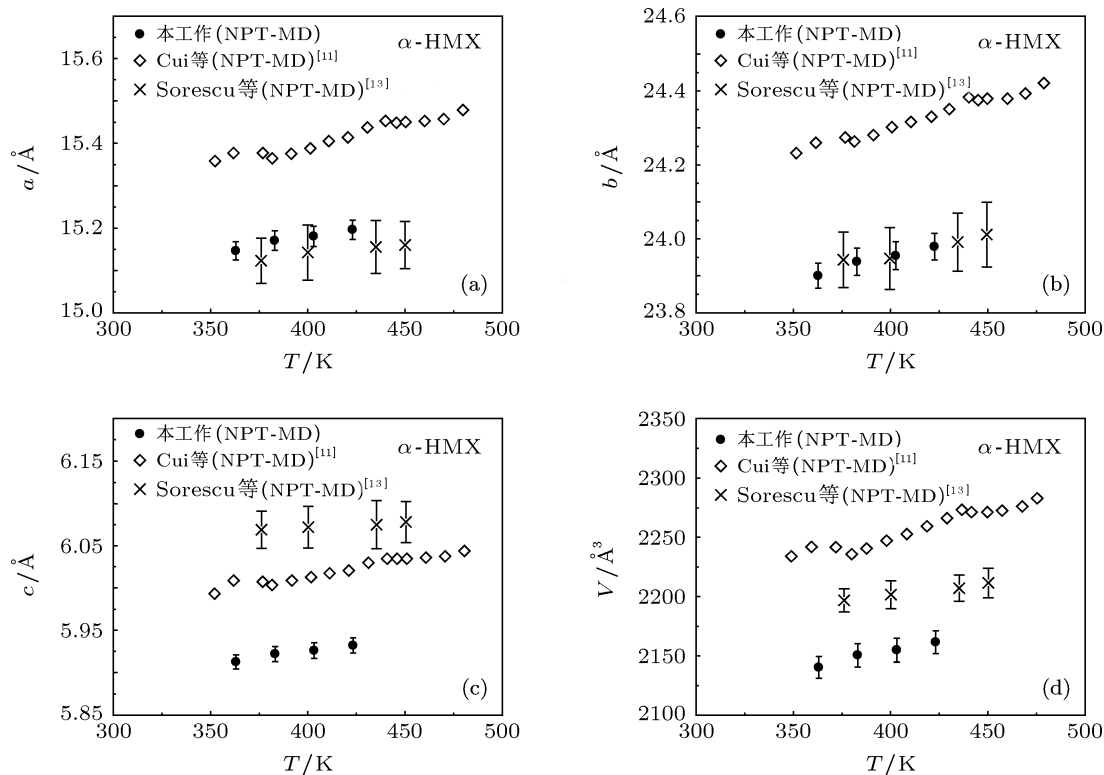 15.6
15.4
15.2
15.0
a/Å
本工作(NPT-MD)
Cui等(NPT-MD)[11]
Sorescu等(NPT-MD)[13]
α-HMX
(a)
300 350 400 450 500
T/K
24.6
24.4
24.2
24.0
23.8
b/Å
本工作(NPT-MD)
Cui等(NPT-MD)[11]
Sorescu等(NPT-MD)[13]
α-HMX
(b)
300 350 400 450 500
T/K
6.15
6.05
5.95
5.85
c/Å
本工作(NPT-MD)
Cui等(NPT-MD)[11]
Sorescu等(NPT-MD)[13]
α-HMX
(c)
300 350 400 450 500
T/K
2350
2300
2250
2200
2150
2100
V/Å³
本工作(NPT-MD)
Cui等(NPT-MD)[11]
Sorescu等(NPT-MD)[13]
α-HMX
(d)
300 350 400 450 500
T/K